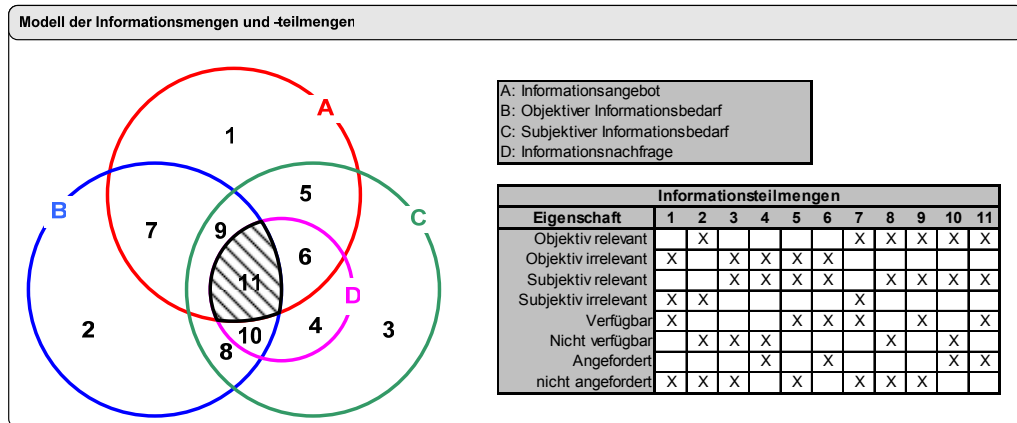 Modell der Informationsmengen und -teilmengen
A
1
B
5
C
7
9
6
11
D
2
10
4
3
8
A: Informationsangebot
B: Objektiver Informationsbedarf
C: Subjektiver Informationsbedarf
D: Informationsnachfrage
Informationsteilmengen
Eigenschaft 1 2 3 4 5 6 7 8 9 10 11
Objektiv relevant X X X X X X
Objektiv irrelevant X X X X X
Subjektiv relevant X X X X X X X X
Subjektiv irrelevant X X X
Verfügbar X X X X X X
Nicht verfügbar X X X X X
Angefordert X X X X
nicht angefordert X X X X X X X